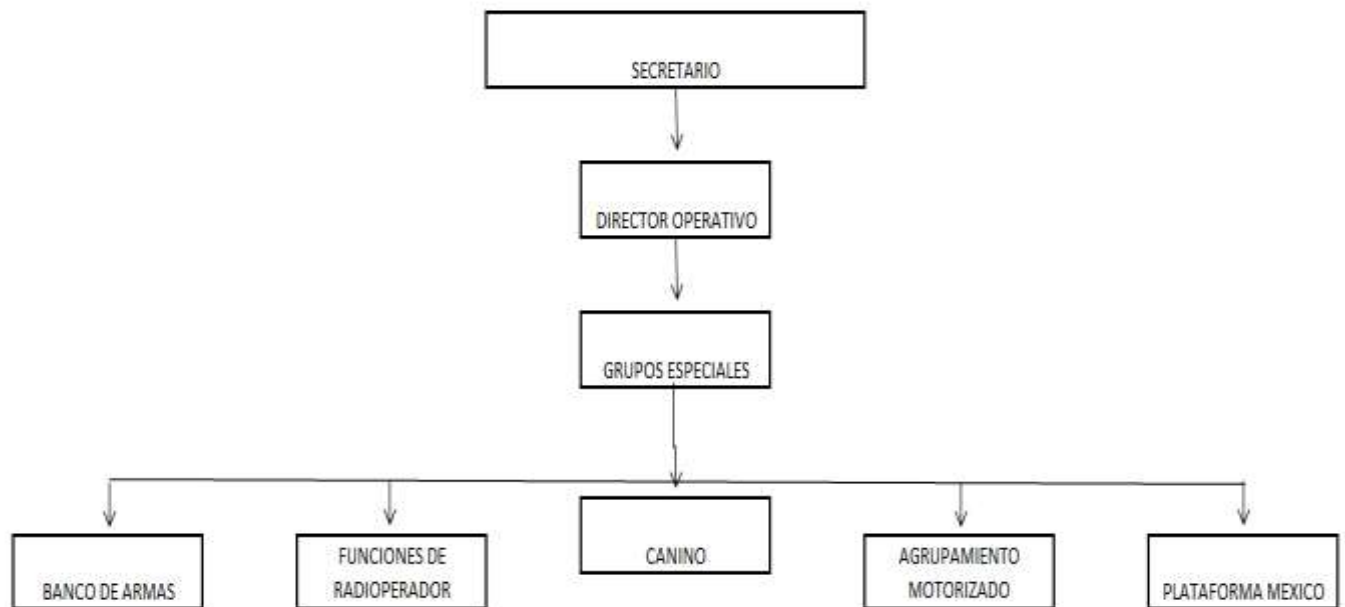 SECRETARIO
DIRECTOR OPERATIVO
GRUPOS ESPECIALES
BANCO DE ARMAS
FUNCIONES DE
RADIOPERADOR
CANINO
AGRUPAMIENTO
MOTORIZADO
PLATAFORMA MEXICO